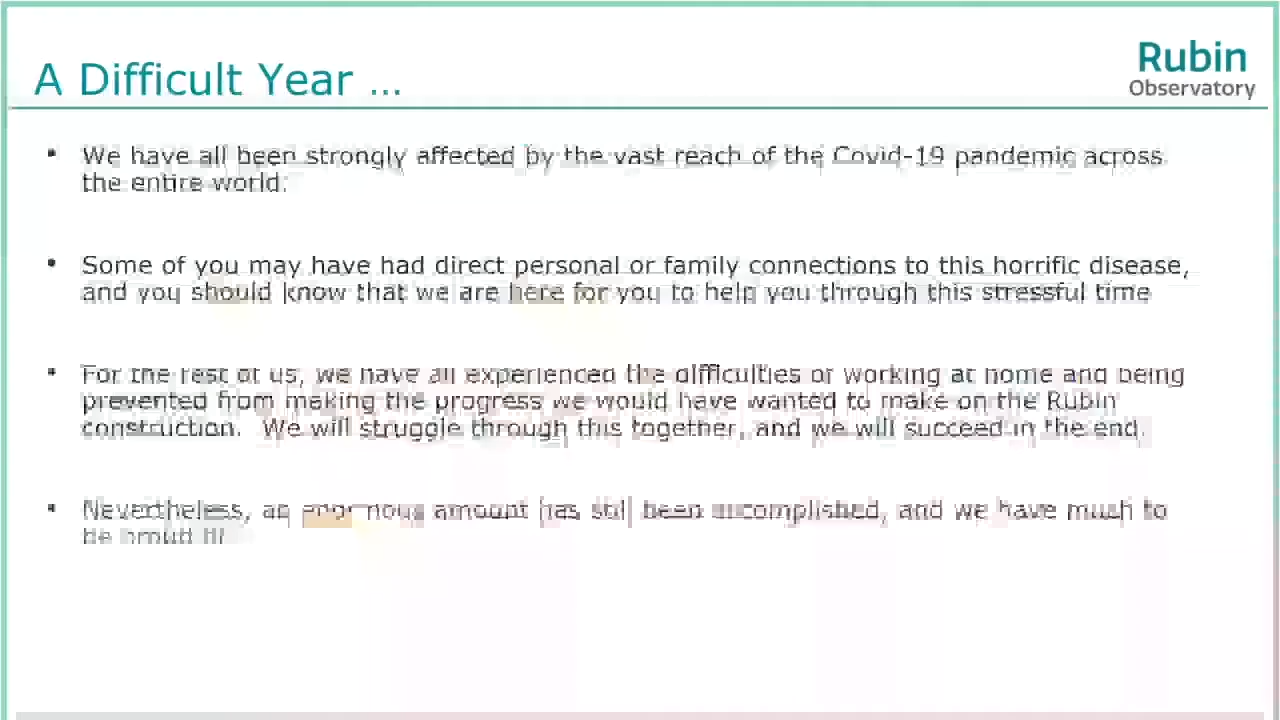 Rubin
Observatory
A Difficult Year ...
• We have all been strongly affected by the vast reach of the Covid-19 pandemic across
the entire world.
• Some of you may have had direct personal or family connections to this horrific disease,
and you should know that we are here for you to help you through this stressful time
• For the rest of us, we have all experienced the difficulties of working at home and being
prevented from making the progress we would have wanted to make on the Rubin
construction. We will struggle through this together, and we will succeed in the end.
• Nevertheless, an enormous amount has still been accomplished, and we have much to
be proud